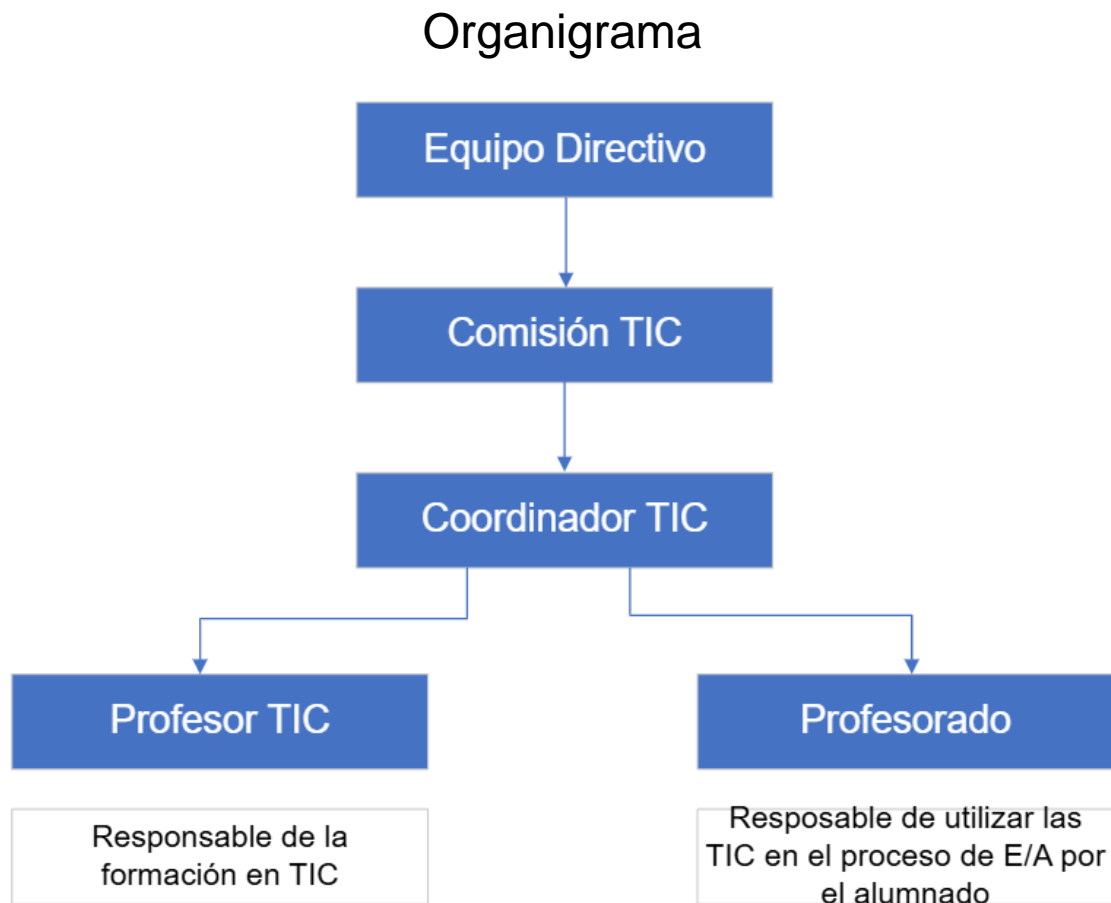 Organigrama
Equipo Directivo
Comisión TIC
Coordinador TIC
Profesor TIC
Profesorado
Responsable de la
formación en TIC
Resposable de utilizar las
TIC en el proceso de E/A por
el alumnado